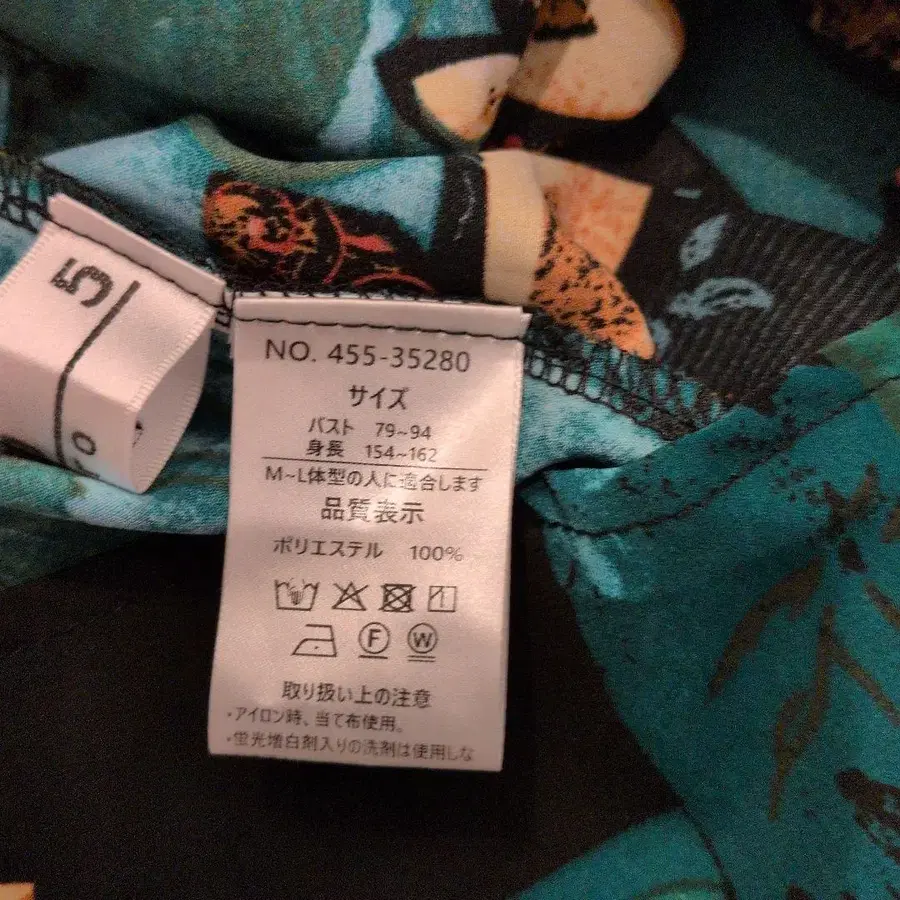 5
NO. 455-35280
サイズ
バスト 79~94
身長 154~162
M~L体型の人に適合します
品質表示
ポリエステル 100%
F W
取り扱い上の注意
・アイロン時、当て布使用。
・蛍光増白剤入りの洗剤は使用しな